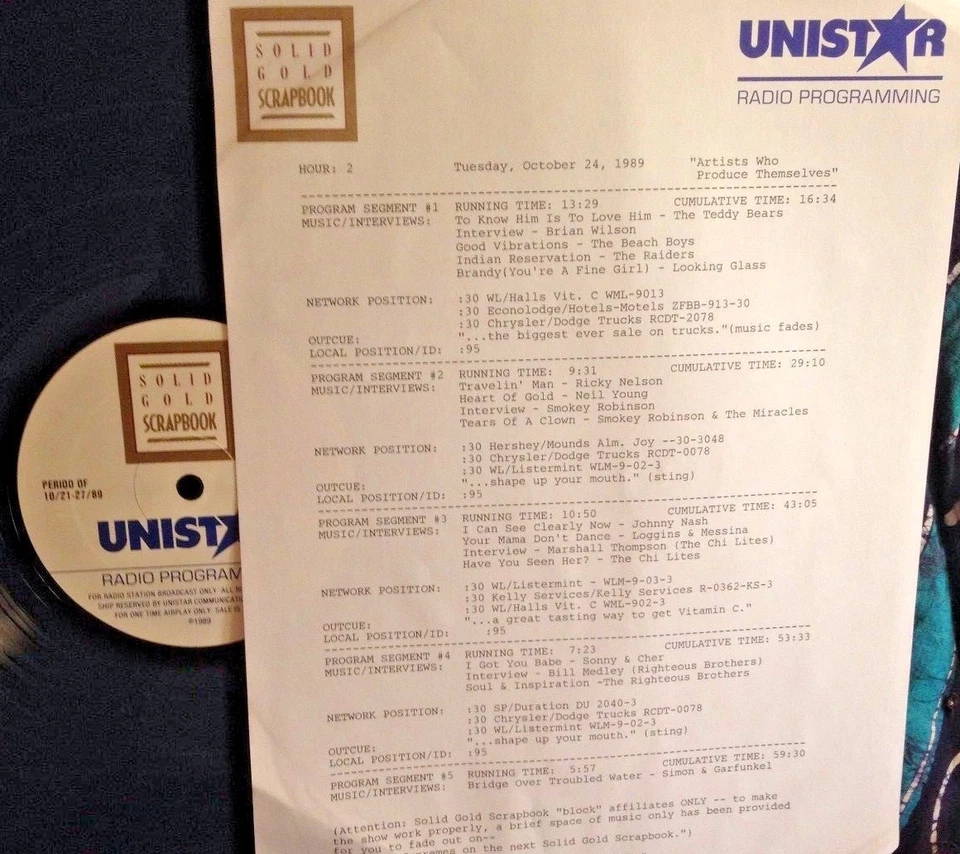 SOLID
GOLD
SCRAPBOOK
UNISTAR
RADIO PROGRAMMING
HOUR: 2 Tuesday, October 24, 1989 "Artists Who
Produce Themselves"
PROGRAM SEGMENT #1 RUNNING TIME: 13:29 CUMULATIVE TIME: 16:34
MUSIC/INTERVIEWS: To Know Him Is To Love Him - The Teddy Bears
Interview - Brian Wilson
Good Vibrations - The Beach Boys
Indian Reservation - The Raiders
Brandy(You're A Fine Girl) - Looking Glass
NETWORK POSITION: :30 WL/Halls Vit. C WML-9013
:30 Econolodge/Hotels-Motels ZFBB-913-30
:30 Chrysler/Dodge Trucks RCDT-2078
OUTCUE: "...the biggest ever sale on trucks."(music fades)
LOCAL POSITION/ID: :95
PROGRAM SEGMENT #2 RUNNING TIME: 9:31 CUMULATIVE TIME: 29:10
MUSIC/INTERVIEWS: Travelin' Man - Ricky Nelson
Heart Of Gold - Neil Young
Interview - Smokey Robinson
Tears Of A Clown - Smokey Robinson & The Miracles
NETWORK POSITION: :30 Hershey/Mounds Alm. Joy --30-3048
:30 Chrysler/Dodge Trucks RCDT-0078
:30 WL/Listermint WLM-9-02-3
OUTCUE: "...shape up your mouth." (sting)
LOCAL POSITION/ID: :95
PROGRAM SEGMENT #3 RUNNING TIME: 10:50 CUMULATIVE TIME: 43:05
MUSIC/INTERVIEWS: I Can See Clearly Now - Johnny Nash
Your Mama Don't Dance - Loggins & Messina
Interview - Marshall Thompson (The Chi Lites)
Have You Seen Her? - The Chi Lites
NETWORK POSITION: :30 WL/Listermint - WLM-9-03-3
:30 Kelly Services/Kelly Services R-0362-KS-3
:30 WL/Halls Vit. C WML-902-3
OUTCUE: "...a great tasting way to get Vitamin C."
LOCAL POSITION/ID: :95
PROGRAM SEGMENT #4 RUNNING TIME: 7:23 CUMULATIVE TIME: 53:33
MUSIC/INTERVIEWS: I Got You Babe - Sonny & Cher
Interview - Bill Medley (Righteous Brothers)
Soul & Inspiration -The Righteous Brothers
NETWORK POSITION: :30 SP/Duration DU 2040-3
:30 Chrysler/Dodge Trucks RCDT-0078
:30 WL/Listermint WLM-9-02-3
OUTCUE: "...shape up your mouth." (sting)
LOCAL POSITION/ID: :95
PROGRAM SEGMENT #5 RUNNING TIME: 5:57 CUMULATIVE TIME: 59:30
MUSIC/INTERVIEWS: Bridge Over Troubled Water - Simon & Garfunkel
(Attention: Solid Gold Scrapbook "block" affiliates ONLY -- to make
the show work properly, a brief space of music only has been provided
for you to fade out on--
on the next Solid Gold Scrapbook.")
SOLID
GOLD
SCRAPBOOK
PERIOD OF
10/21-27/89
UNIST
RADIO PROGRAM
FOR RADIO STATION BROADCAST ONLY. ALL
SHIP RESERVED BY UNISTAR COMMUNICATI
FOR ONE TIME AIRPLAY ONLY. SALE IS
©1989